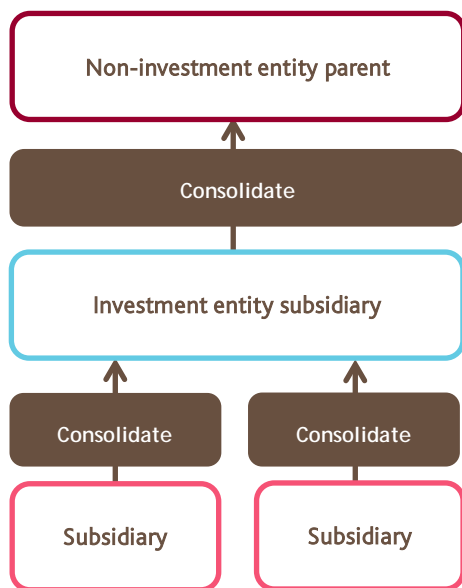 Non-investment entity parent
Consolidate
Investment entity subsidiary
Consolidate
Consolidate
Subsidiary
Subsidiary